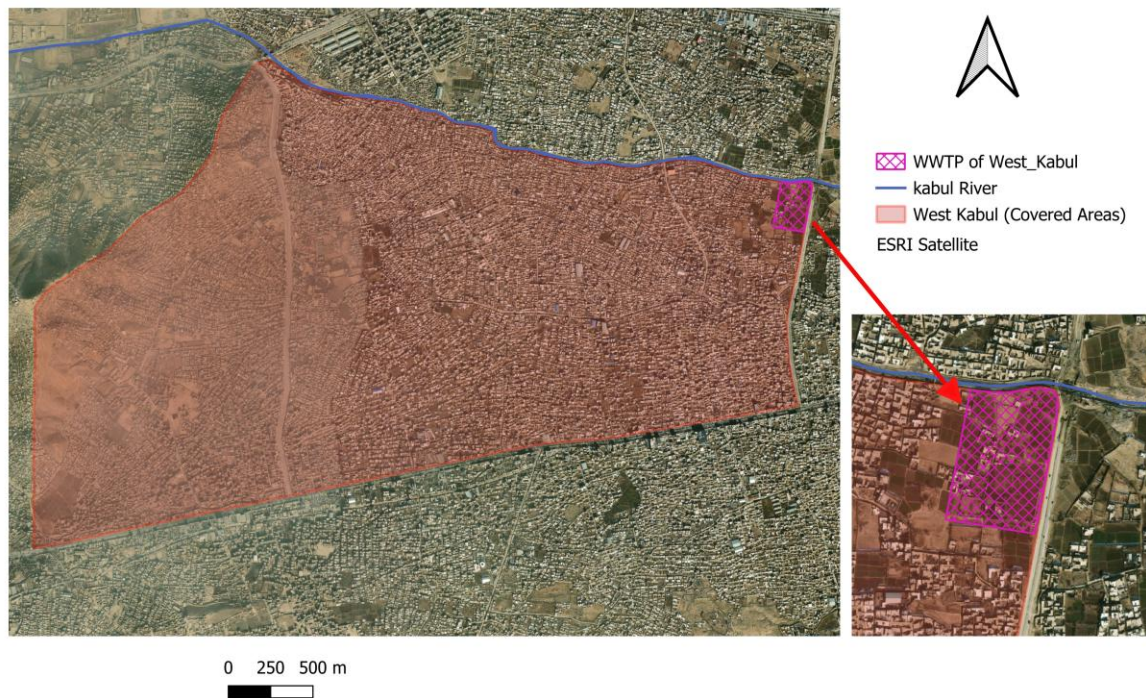 WWTP of West_Kabul
kabul River
West Kabul (Covered Areas)
ESRI Satellite
0 250 500 m